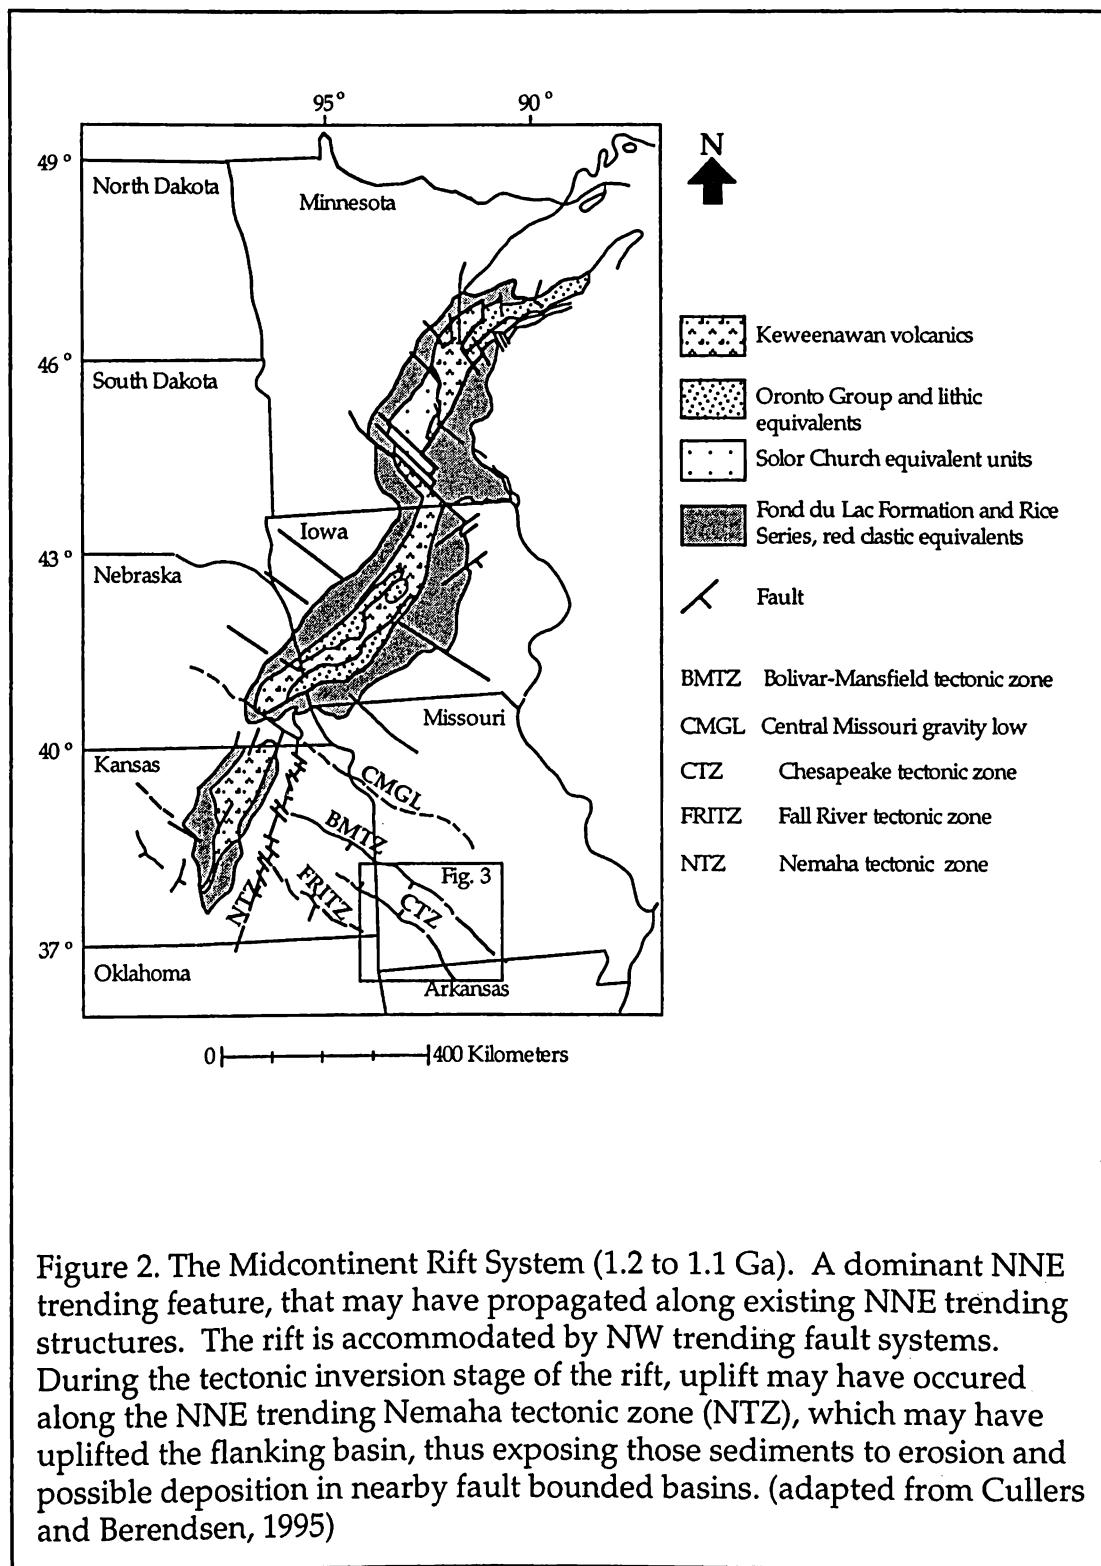 95° 90°
N
49°
North Dakota
Minnesota
Keweenawan volcanics
46°
South Dakota
Oronto Group and lithic
equivalents
Solor Church equivalent units
Iowa
Fond du Lac Formation and Rice
Series, red clastic equivalents
43°
Nebraska
Fault
BMTZ Bolivar-Mansfield tectonic zone
Missouri
CMGL Central Missouri gravity low
40°
Kansas
CMGL
CTZ Chesapeake tectonic zone
BMTZ
FRITZ Fall River tectonic zone
NTZ Nemaha tectonic zone
Fig. 3
FRITZ
NTZ
CTZ
37°
Oklahoma
Arkansas
0 400 Kilometers
Figure 2. The Midcontinent Rift System (1.2 to 1.1 Ga). A dominant NNE
trending feature, that may have propagated along existing NNE trending
structures. The rift is accommodated by NW trending fault systems.
During the tectonic inversion stage of the rift, uplift may have occured
along the NNE trending Nemaha tectonic zone (NTZ), which may have
uplifted the flanking basin, thus exposing those sediments to erosion and
possible deposition in nearby fault bounded basins. (adapted from Cullers
and Berendsen, 1995)